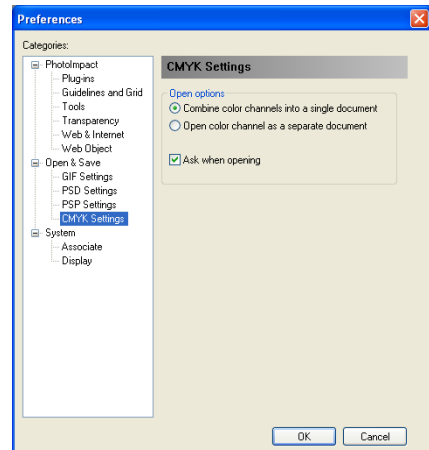 Preferences
Categories:
PhotoImpact
Plug-ins
Guidelines and Grid
Tools
Transparency
Web & Internet
Web Object
Open & Save
GIF Settings
PSD Settings
PSP Settings
CMYK Settings
System
Associate
Display
CMYK Settings
Open options
Combine color channels into a single document
Open color channel as a separate document
Ask when opening
OK Cancel